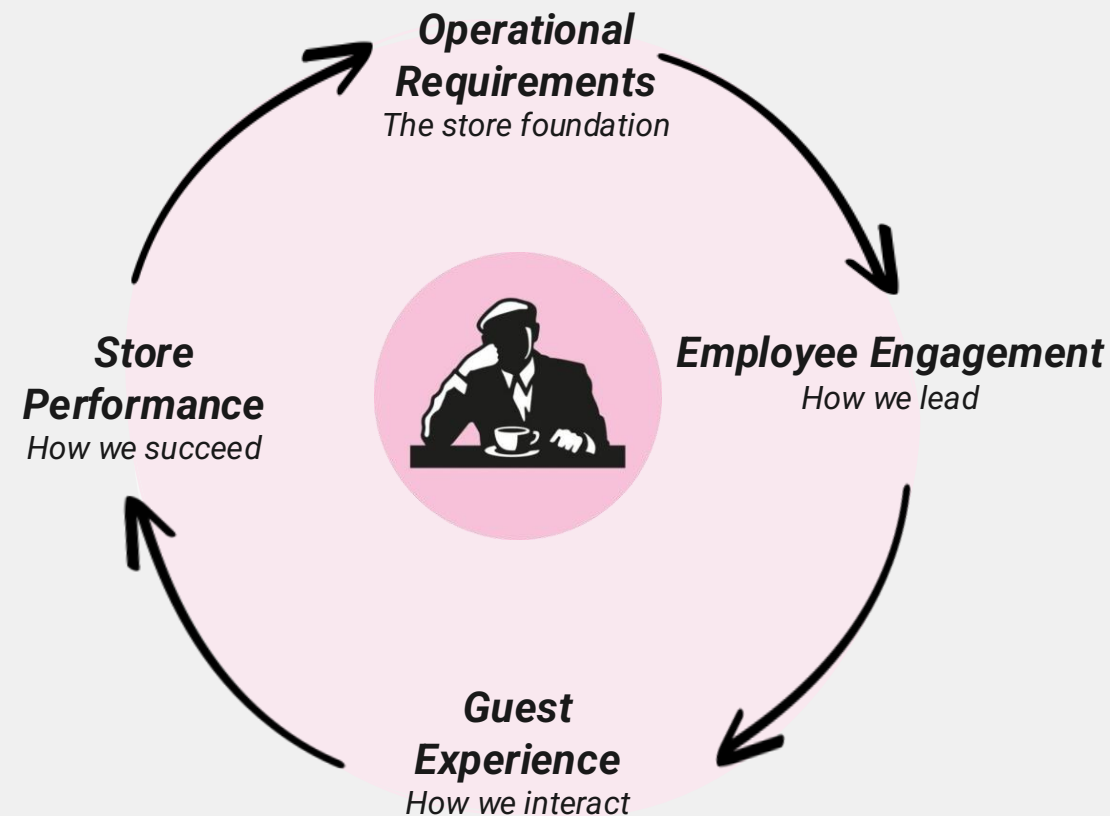 Operational
Requirements
The store foundation
Employee Engagement
How we lead
Guest
Experience
How we interact
Store
Performance
How we succeed